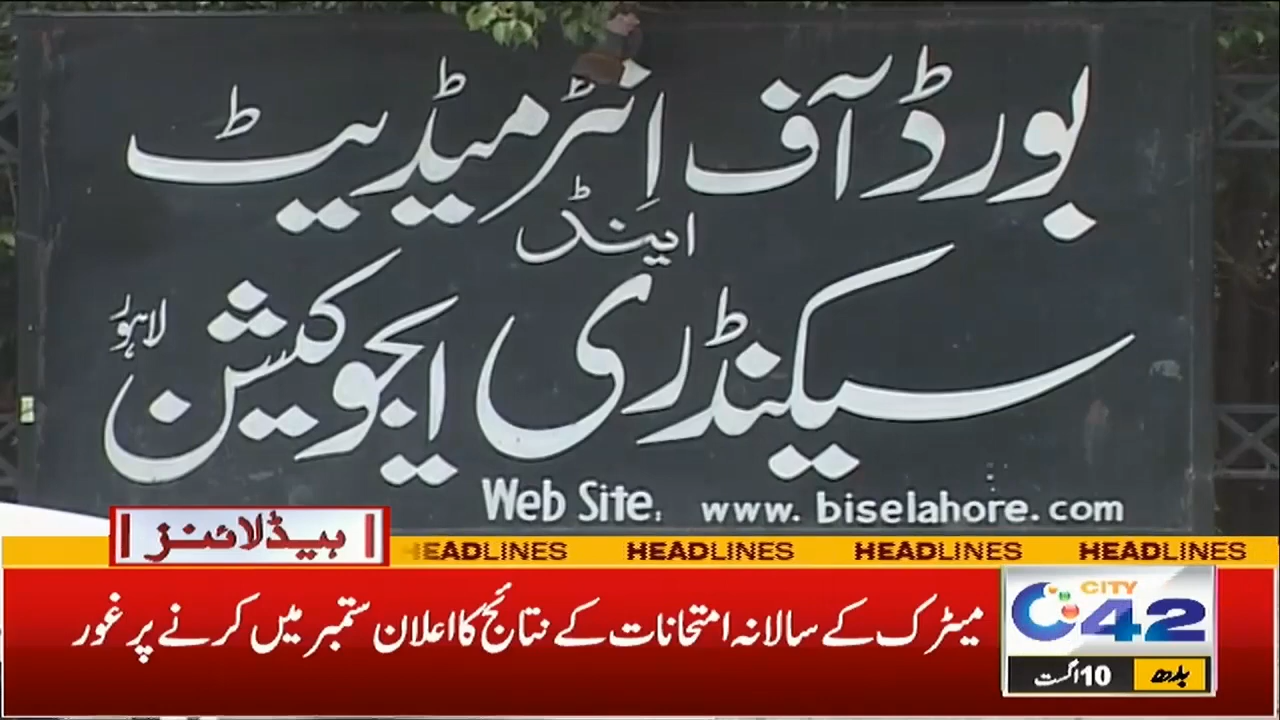 بورڈ آف انٹرمیڈیٹ
اینڈ
سیکنڈری ایجوکیشن لاہور
Web Site: www.biselahore.com
ہیڈلائنز
HEADLINES HEADLINES HEADLINES HEADLINES
میٹرک کے سالانہ امتحانات کے نتائج کا اعلان ستمبر میں کرنے پر غور
CITY
42
بدھ 10 اگست